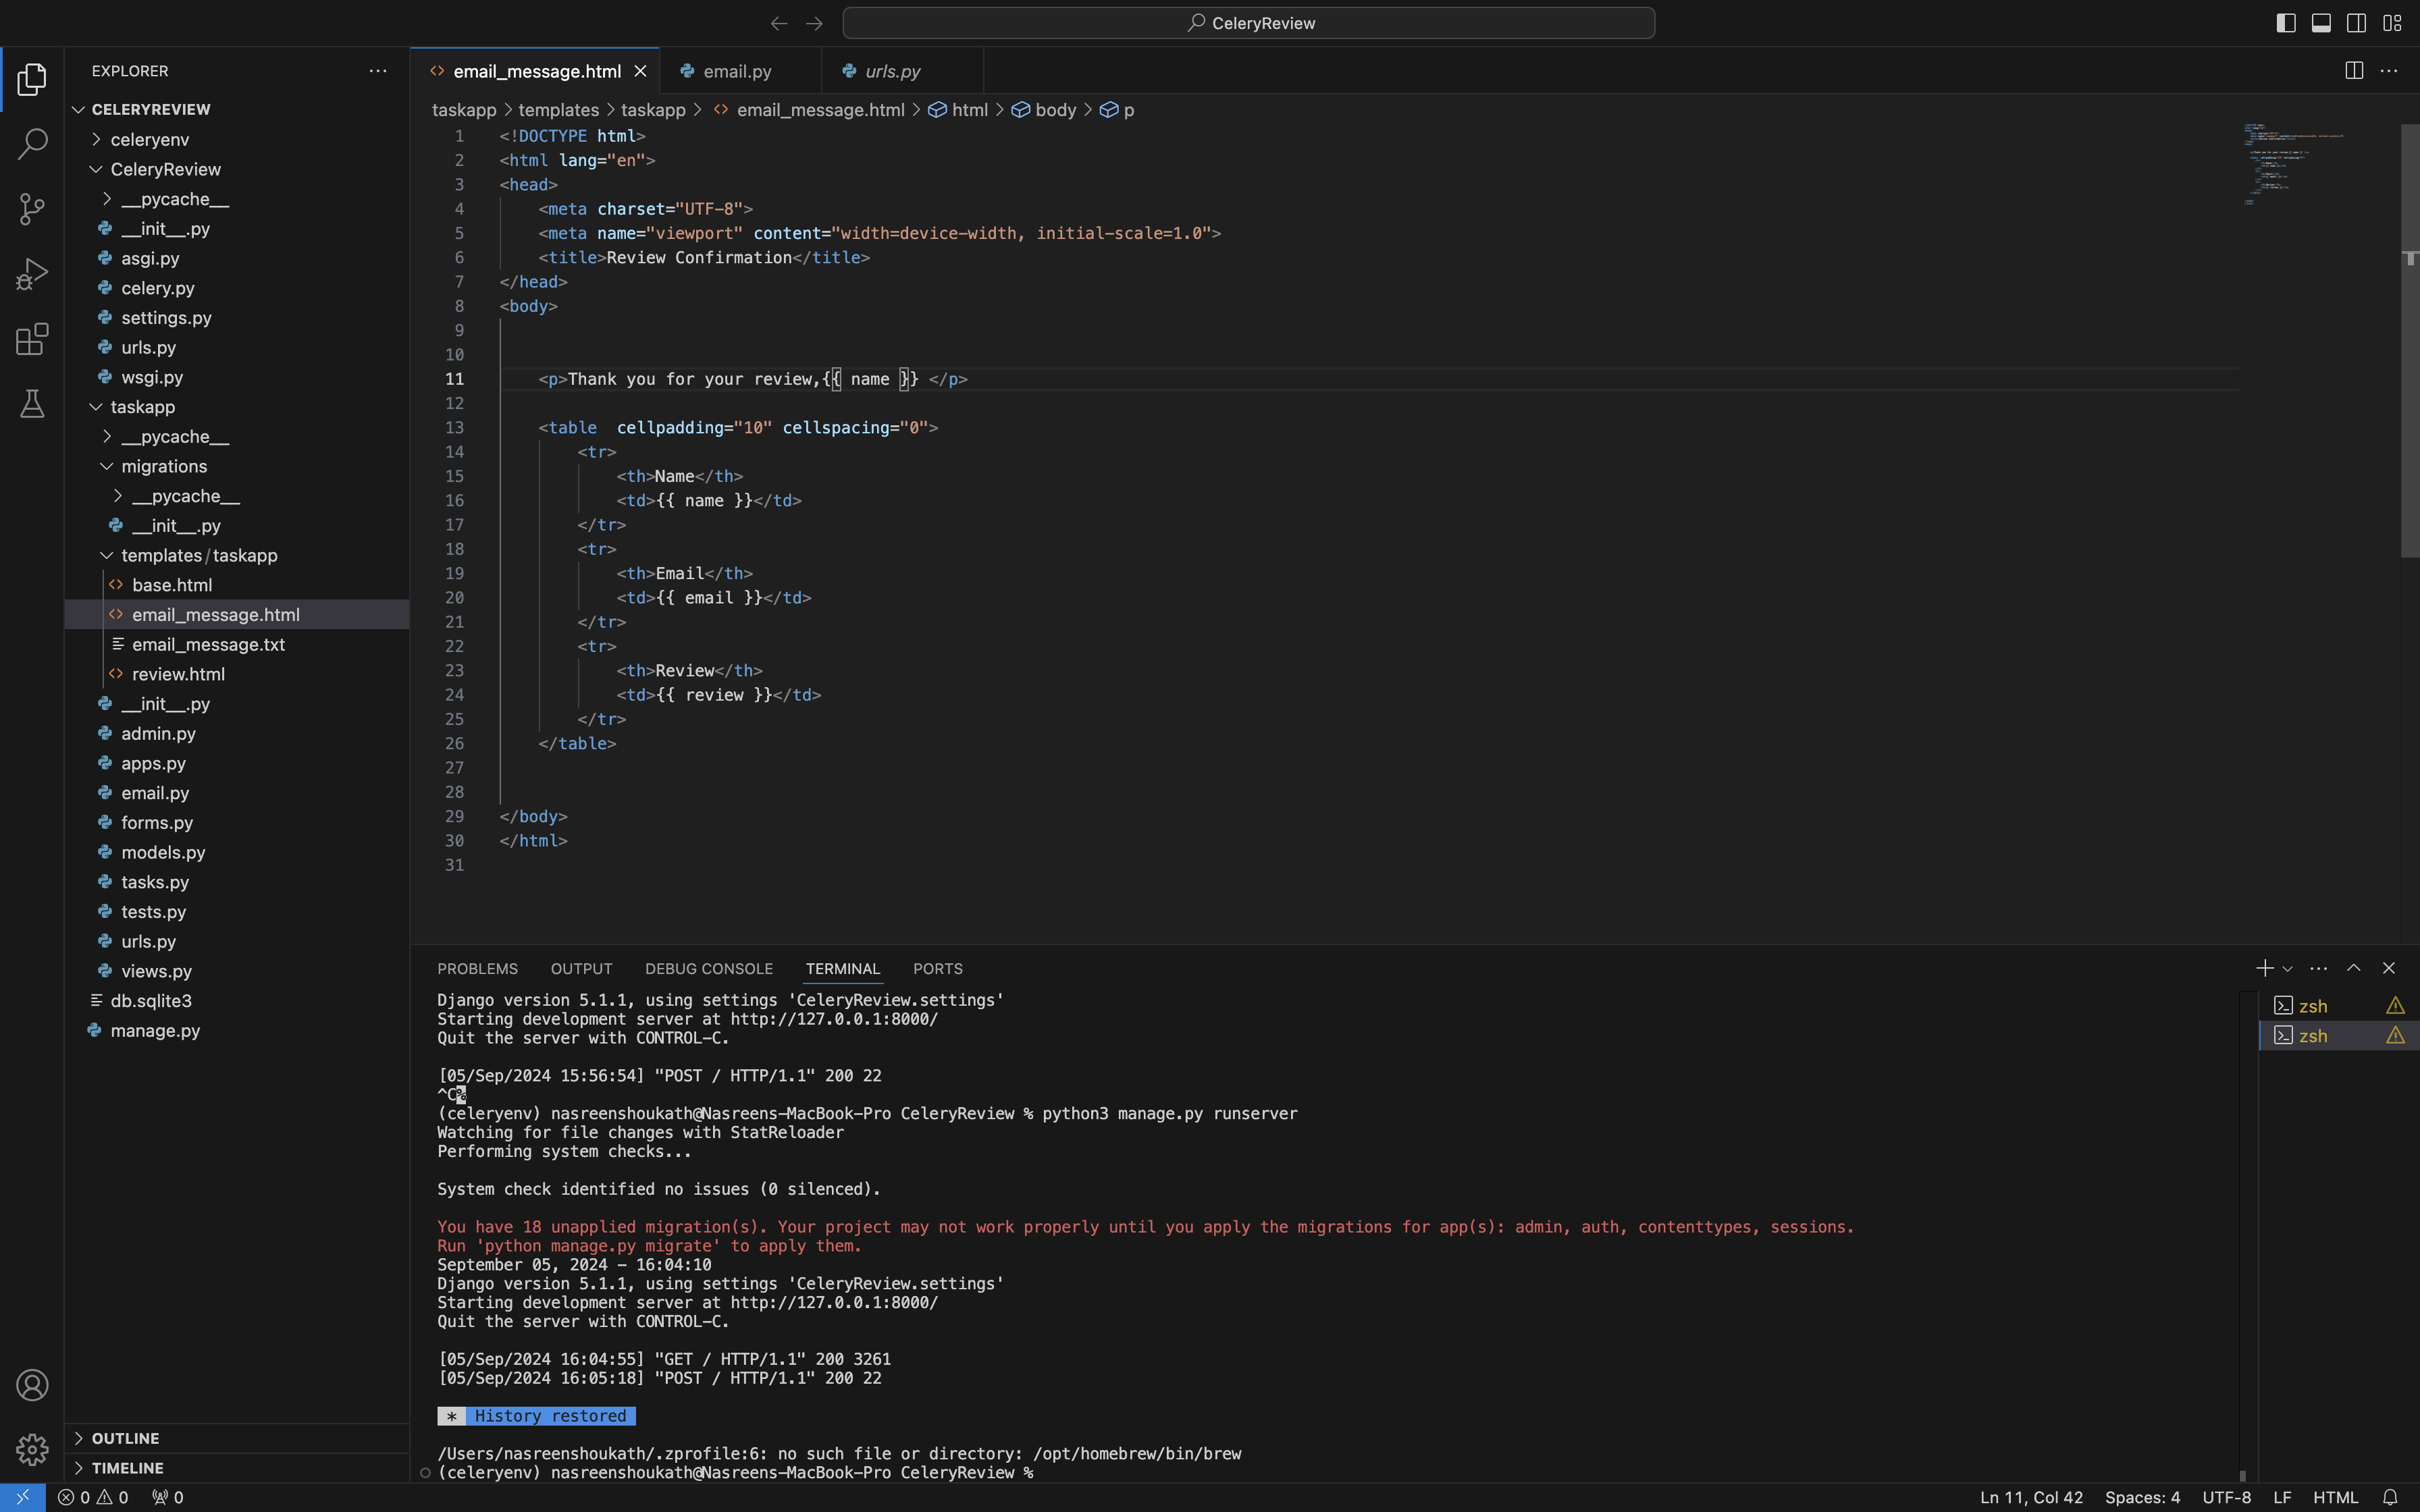 CeleryReview
EXPLORER
CELERYREVIEW
celeryenv
CeleryReview
__pycache__
__init__.py
asgi.py
celery.py
settings.py
urls.py
wsgi.py
taskapp
__pycache__
migrations
__pycache__
__init__.py
templates/taskapp
base.html
email_message.html
email_message.txt
review.html
__init__.py
admin.py
apps.py
email.py
forms.py
models.py
tasks.py
tests.py
urls.py
views.py
db.sqlite3
manage.py
OUTLINE
TIMELINE
email_message.html
email.py
urls.py
taskapp > templates > taskapp > <> email_message.html > html > body > p
1 <!DOCTYPE html>
2 <html lang="en">
3 <head>
4 <meta charset="UTF-8">
5 <meta name="viewport" content="width=device-width, initial-scale=1.0">
6 <title>Review Confirmation</title>
7 </head>
8 <body>
9
10
11 <p>Thank you for your review,{{ name }} </p>
12
13 <table  cellpadding="10" cellspacing="0">
14 <tr>
15 <th>Name</th>
16 <td>{{ name }}</td>
17 </tr>
18 <tr>
19 <th>Email</th>
20 <td>{{ email }}</td>
21 </tr>
22 <tr>
23 <th>Review</th>
24 <td>{{ review }}</td>
25 </tr>
26 </table>
27
28
29 </body>
30 </html>
31
PROBLEMS OUTPUT DEBUG CONSOLE TERMINAL PORTS
Django version 5.1.1, using settings 'CeleryReview.settings'
Starting development server at http://127.0.0.1:8000/
Quit the server with CONTROL-C.
[05/Sep/2024 15:56:54] "POST / HTTP/1.1" 200 22
^C%
(celeryenv) nasreenshoukath@Nasreens-MacBook-Pro CeleryReview % python3 manage.py runserver
Watching for file changes with StatReloader
Performing system checks...
System check identified no issues (0 silenced).
You have 18 unapplied migration(s). Your project may not work properly until you apply the migrations for app(s): admin, auth, contenttypes, sessions.
Run 'python manage.py migrate' to apply them.
September 05, 2024 - 16:04:10
Django version 5.1.1, using settings 'CeleryReview.settings'
Starting development server at http://127.0.0.1:8000/
Quit the server with CONTROL-C.
[05/Sep/2024 16:04:55] "GET / HTTP/1.1" 200 3261
[05/Sep/2024 16:05:18] "POST / HTTP/1.1" 200 22
* History restored
/Users/nasreenshoukath/.zprofile:6: no such file or directory: /opt/homebrew/bin/brew
(celeryenv) nasreenshoukath@Nasreens-MacBook-Pro CeleryReview %
zsh
zsh
0 0 0
Ln 11, Col 42 Spaces: 4 UTF-8 LF HTML